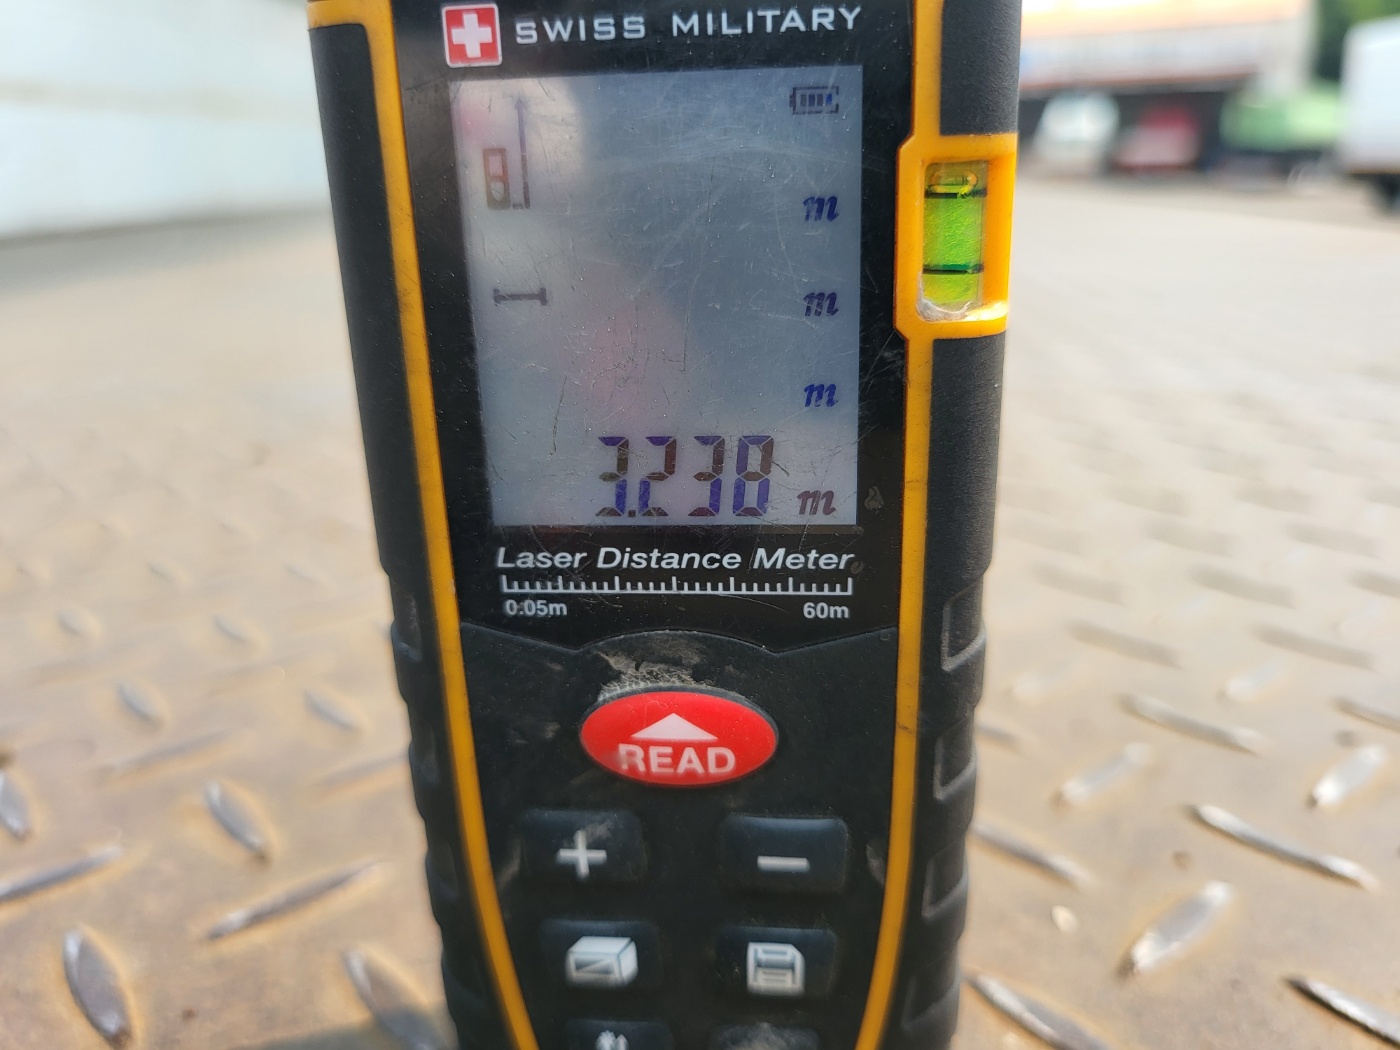 SWISS MILITARY
m
m
m
3.238 m
Laser Distance Meter
0.05m 60m
READ
+ −